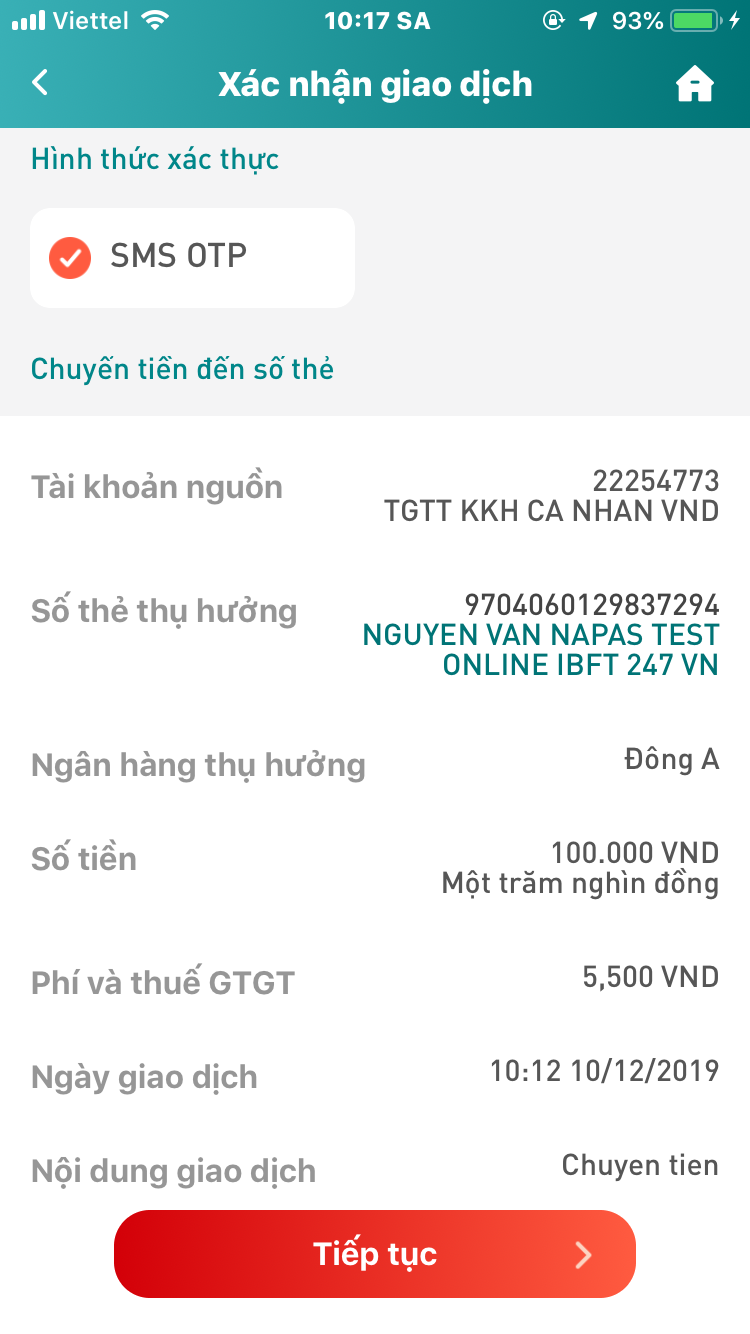 Viettel 10:17 SA 93%
Xác nhận giao dịch
Hình thức xác thực
SMS OTP
Chuyến tiền đến số thẻ
Tài khoản nguồn
22254773
TGTT KKH CA NHAN VND
Số thẻ thụ hưởng
9704060129837294
NGUYEN VAN NAPAS TEST
ONLINE IBFT 247 VN
Ngân hàng thụ hưởng
Đông A
Số tiền
100.000 VND
Một trăm nghìn đồng
Phí và thuế GTGT
5,500 VND
Ngày giao dịch
10:12 10/12/2019
Nội dung giao dịch
Chuyen tien
Tiếp tục